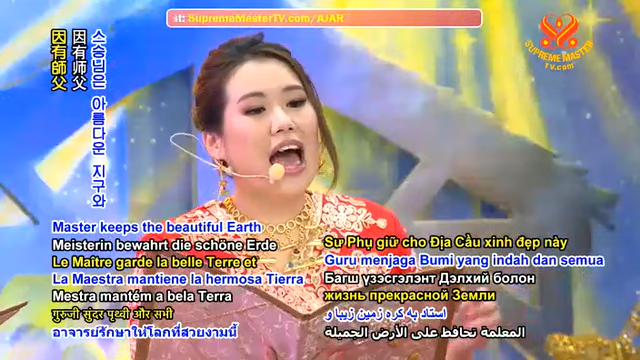 st: SupremeMasterTV.com/AJAR
SUPREME MASTER
TV.com
스승님은 아름다운 지구와
因有师父
因有師父
Master keeps the beautiful Earth
Meisterin bewahrt die schöne Erde
Le Maître garde la belle Terre et
La Maestra mantiene la hermosa Tierra
Mestra mantém a bela Terra
गुरुजी सुंदर पृथ्वी और सभी
อาจารย์รักษาให้โลกที่สวยงามนี้
Sư Phụ giữ cho Địa Cầu xinh đẹp này
Guru menjaga Bumi yang indah dan semua
Багш үзэсгэлэнт Дэлхий болон
жизнь прекрасной Земли
استاد به کره زمین زیبا و
المعلمة تحافظ على الأرض الجميلة